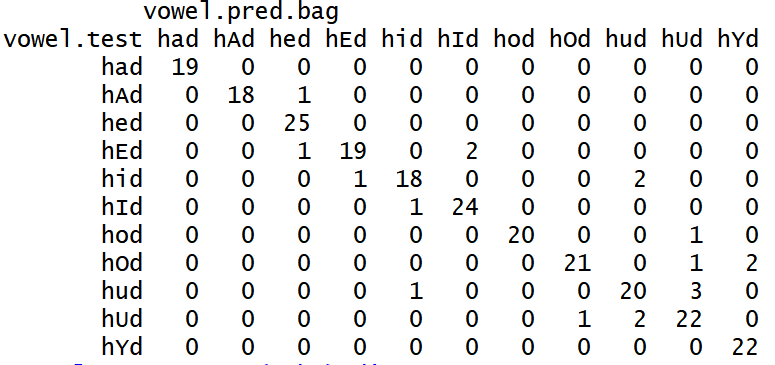 vowel.pred.bag
vowel.test had hAd hed hEd hid hId hod hOd hud hUd hYd
had 19 0 0 0 0 0 0 0 0 0 0
hAd 0 18 1 0 0 0 0 0 0 0 0
hed 0 0 25 0 0 0 0 0 0 0 0
hEd 0 0 1 19 0 2 0 0 0 0 0
hid 0 0 0 1 18 0 0 0 2 0 0
hId 0 0 0 0 1 24 0 0 0 0 0
hod 0 0 0 0 0 0 20 0 0 1 0
hOd 0 0 0 0 0 0 0 21 0 1 2
hud 0 0 0 0 1 0 0 0 20 3 0
hUd 0 0 0 0 0 0 0 1 2 22 0
hYd 0 0 0 0 0 0 0 0 0 0 22